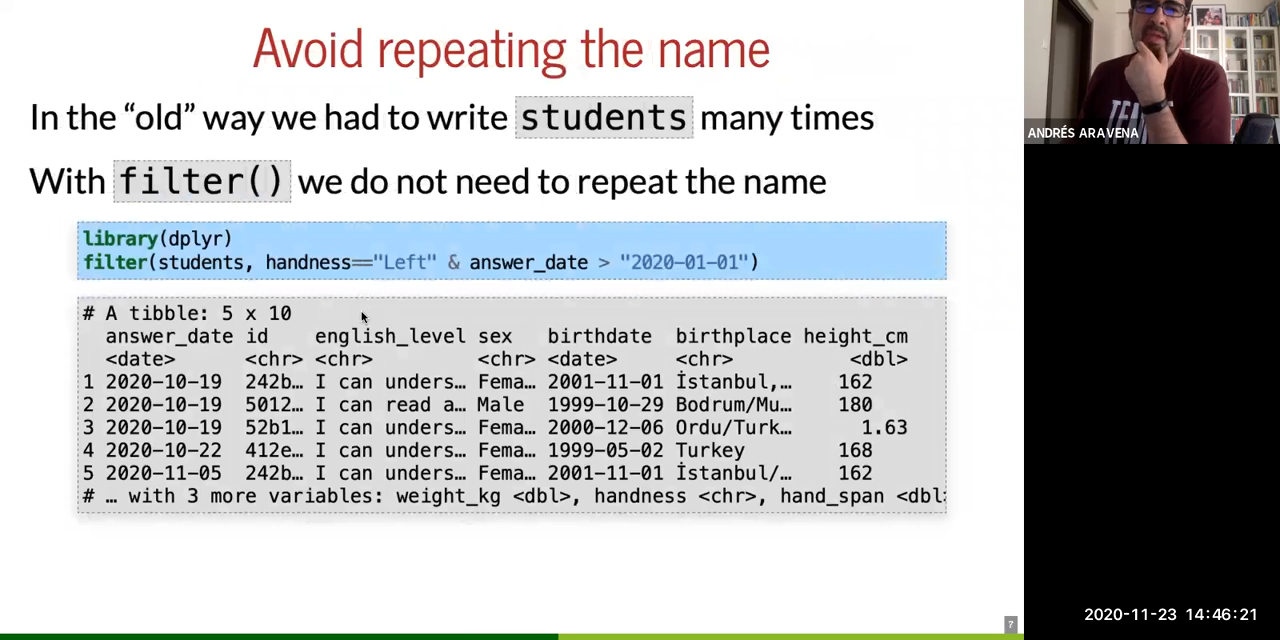 Avoid repeating the name
In the “old” way we had to write students many times
With filter() we do not need to repeat the name
library(dplyr)
filter(students, handness=="Left" & answer_date > "2020-01-01")
# A tibble: 5 x 10
answer_date id english_level sex birthdate birthplace height_cm
<date> <chr> <chr> <chr> <date> <chr> <dbl>
1 2020-10-19 242b… I can unders… Fema… 2001-11-01 İstanbul,… 162
2 2020-10-19 5012… I can read a… Male 1999-10-29 Bodrum/Mu… 180
3 2020-10-19 52b1… I can unders… Fema… 2000-12-06 Ordu/Turk… 1.63
4 2020-10-22 412e… I can unders… Fema… 1999-05-02 Turkey 168
5 2020-11-05 242b… I can unders… Fema… 2001-11-01 İstanbul/… 162
# … with 3 more variables: weight_kg <dbl>, handness <chr>, hand_span <dbl>
7
ANDRÉS ARAVENA
2020-11-23 14:46:21